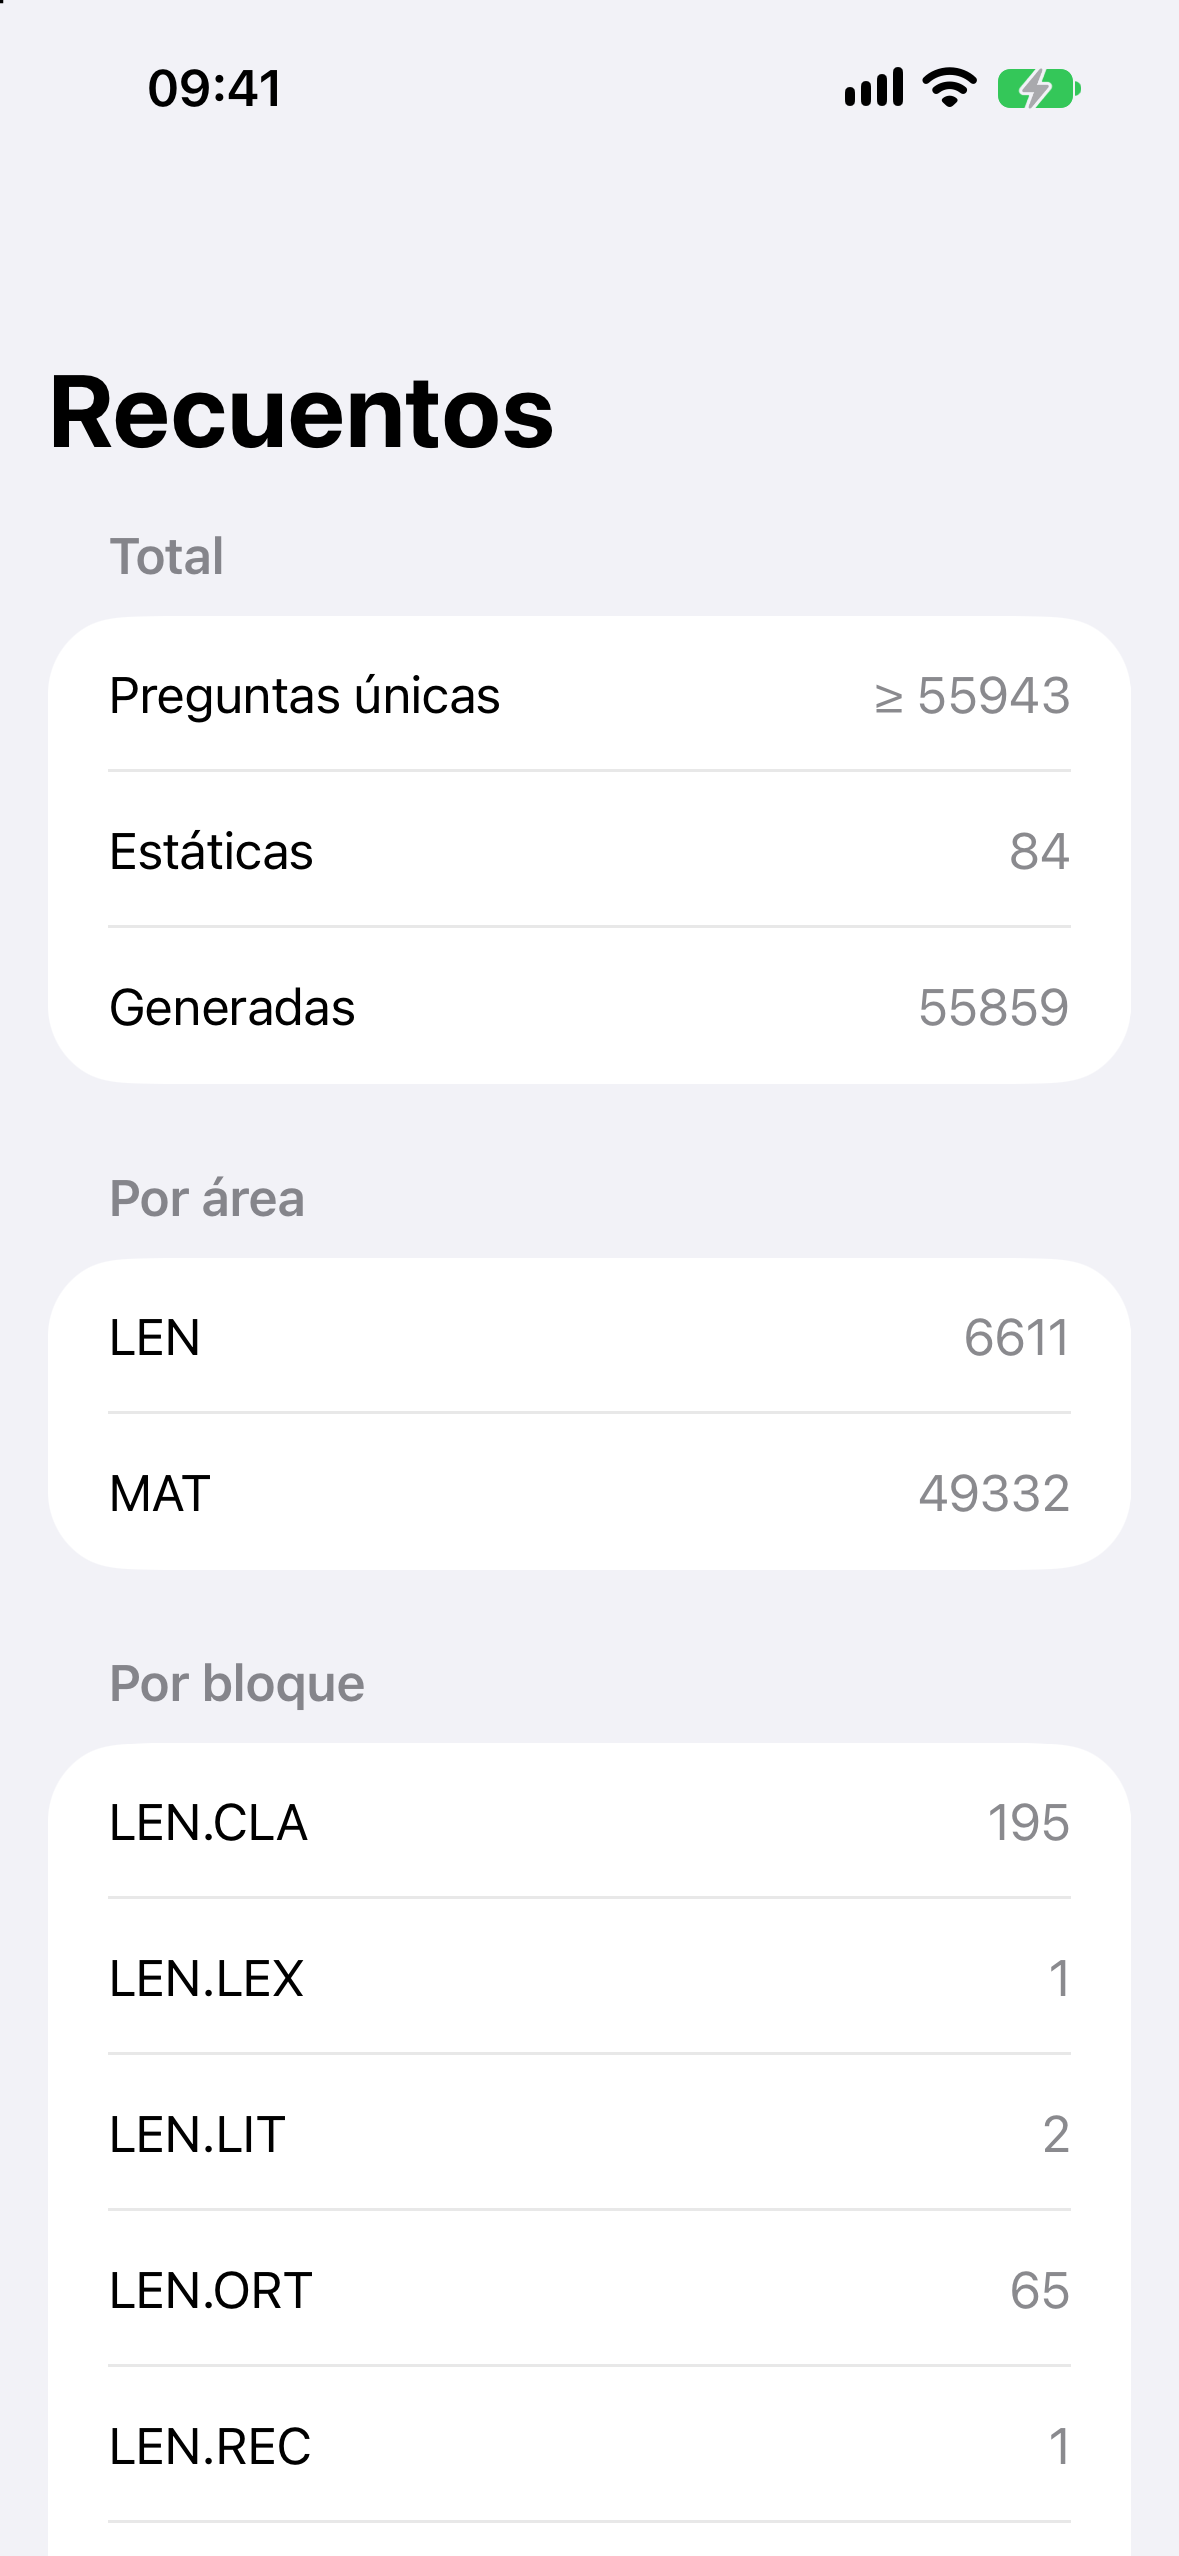 09:41
Recuentos
Total
Preguntas únicas ≥ 55943
Estáticas 84
Generadas 55859
Por área
LEN 6611
MAT 49332
Por bloque
LEN.CLA 195
LEN.LEX 1
LEN.LIT 2
LEN.ORT 65
LEN.REC 1